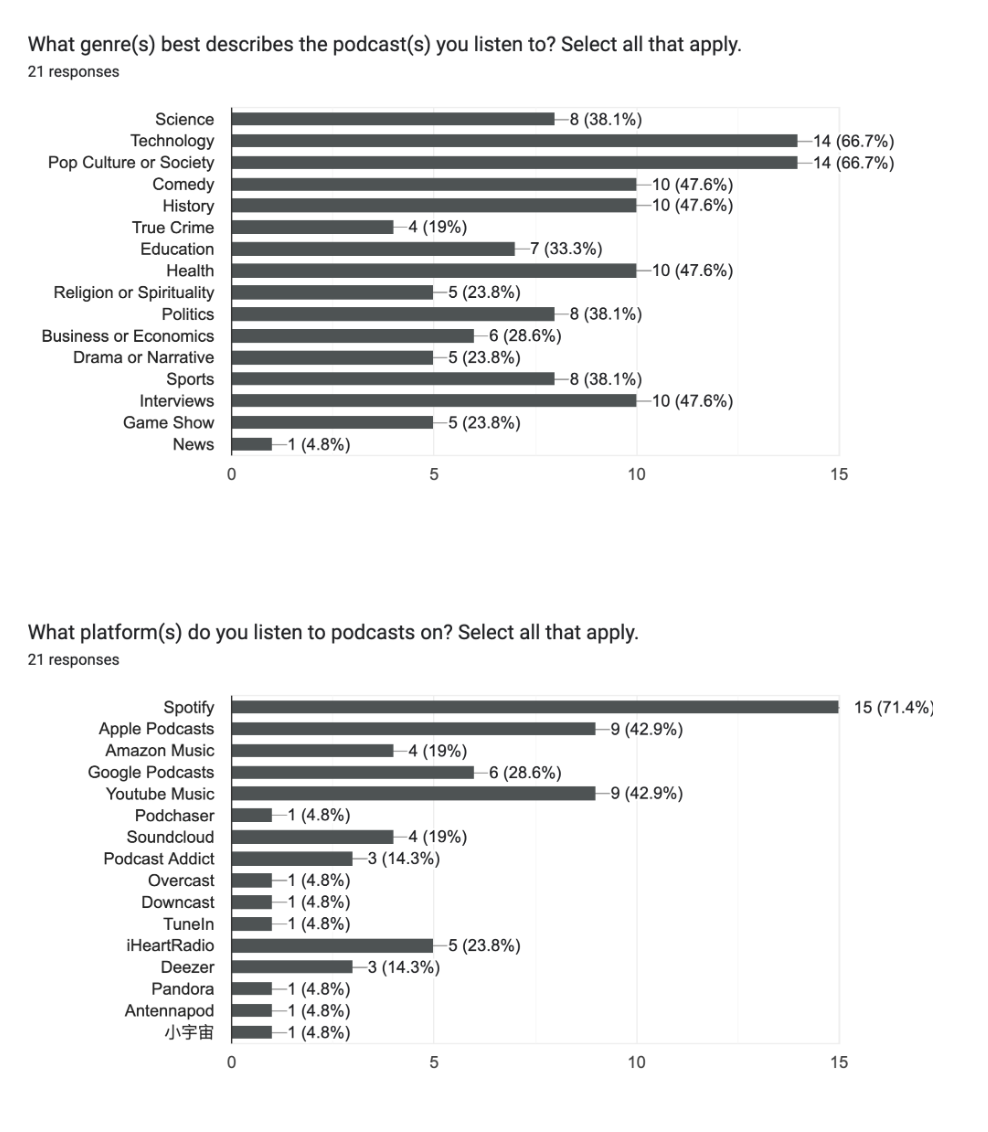 What genre(s) best describes the podcast(s) you listen to? Select all that apply.
21 responses
Science 8 (38.1%)
Technology 14 (66.7%)
Pop Culture or Society 14 (66.7%)
Comedy 10 (47.6%)
History 10 (47.6%)
True Crime 4 (19%)
Education 7 (33.3%)
Health 10 (47.6%)
Religion or Spirituality 5 (23.8%)
Politics 8 (38.1%)
Business or Economics 6 (28.6%)
Drama or Narrative 5 (23.8%)
Sports 8 (38.1%)
Interviews 10 (47.6%)
Game Show 5 (23.8%)
News 1 (4.8%)
0 5 10 15
What platform(s) do you listen to podcasts on? Select all that apply.
21 responses
Spotify 15 (71.4%)
Apple Podcasts 9 (42.9%)
Amazon Music 4 (19%)
Google Podcasts 6 (28.6%)
Youtube Music 9 (42.9%)
Podchaser 1 (4.8%)
Soundcloud 4 (19%)
Podcast Addict 3 (14.3%)
Overcast 1 (4.8%)
Downcast 1 (4.8%)
TuneIn 1 (4.8%)
iHeartRadio 5 (23.8%)
Deezer 3 (14.3%)
Pandora 1 (4.8%)
Antennapod 1 (4.8%)
小宇宙 1 (4.8%)
0 5 10 15